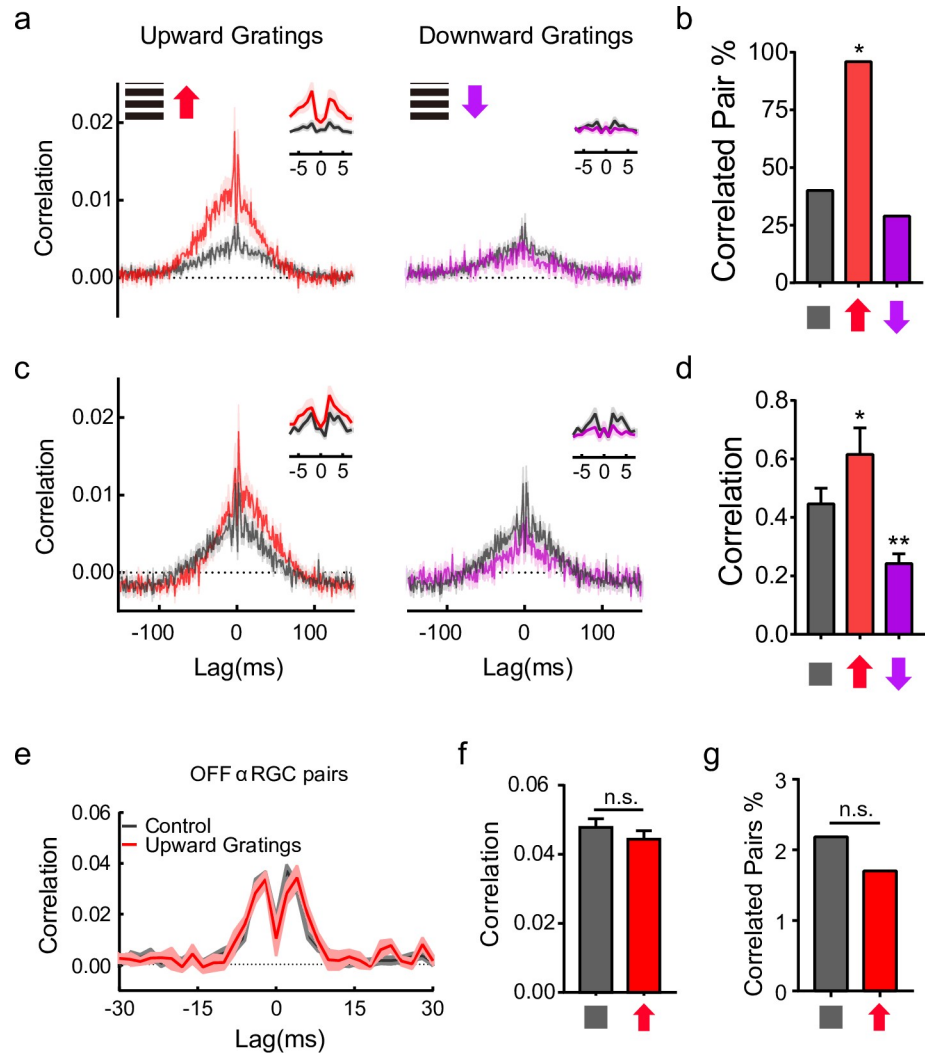 a
Upward Gratings
Downward Gratings
b
Correlation
0.02
0.01
0.00
-5 0 5
-5 0 5
Correlated Pair %
100
75
50
25
0
*
c
Correlation
0.02
0.01
0.00
-5 0 5
-5 0 5
-100 0 100
-100 0 100
Lag(ms)
Lag(ms)
d
Correlation
0.8
0.6
0.4
0.2
0.0
*
**
e
OFF α RGC pairs
Control
Upward Gratings
Correlation
0.06
0.04
0.02
0.00
-30 -15 0 15 30
Lag(ms)
f
Correlation
0.06
0.04
0.02
0.00
n.s.
g
Correlated Pairs %
3
2
1
0
n.s.